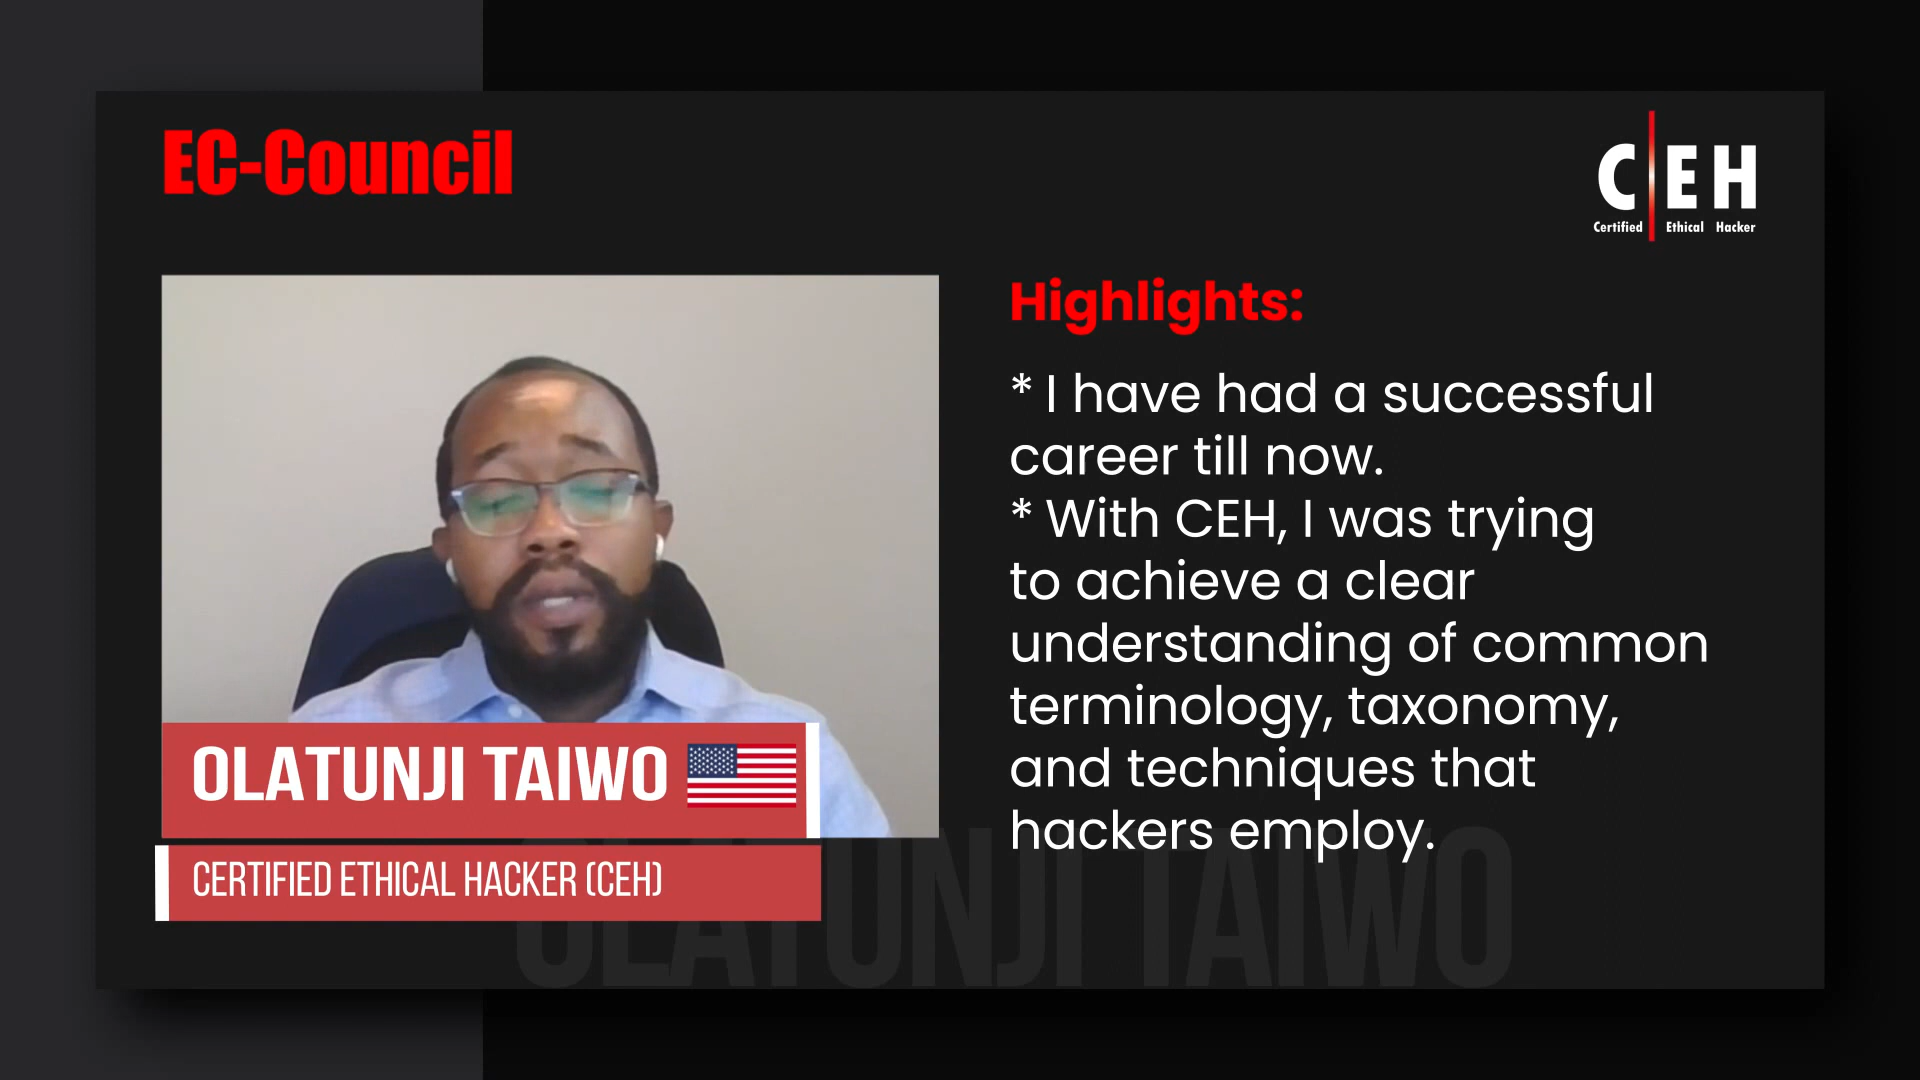 EC-Council
C EH
Certified Ethical Hacker
Highlights:
* I have had a successful
career till now.
* With CEH, I was trying
to achieve a clear
understanding of common
terminology, taxonomy,
and techniques that
hackers employ.
OLATUNJI TAIWO
CERTIFIED ETHICAL HACKER (CEH)
OLATUNJI TAIWO